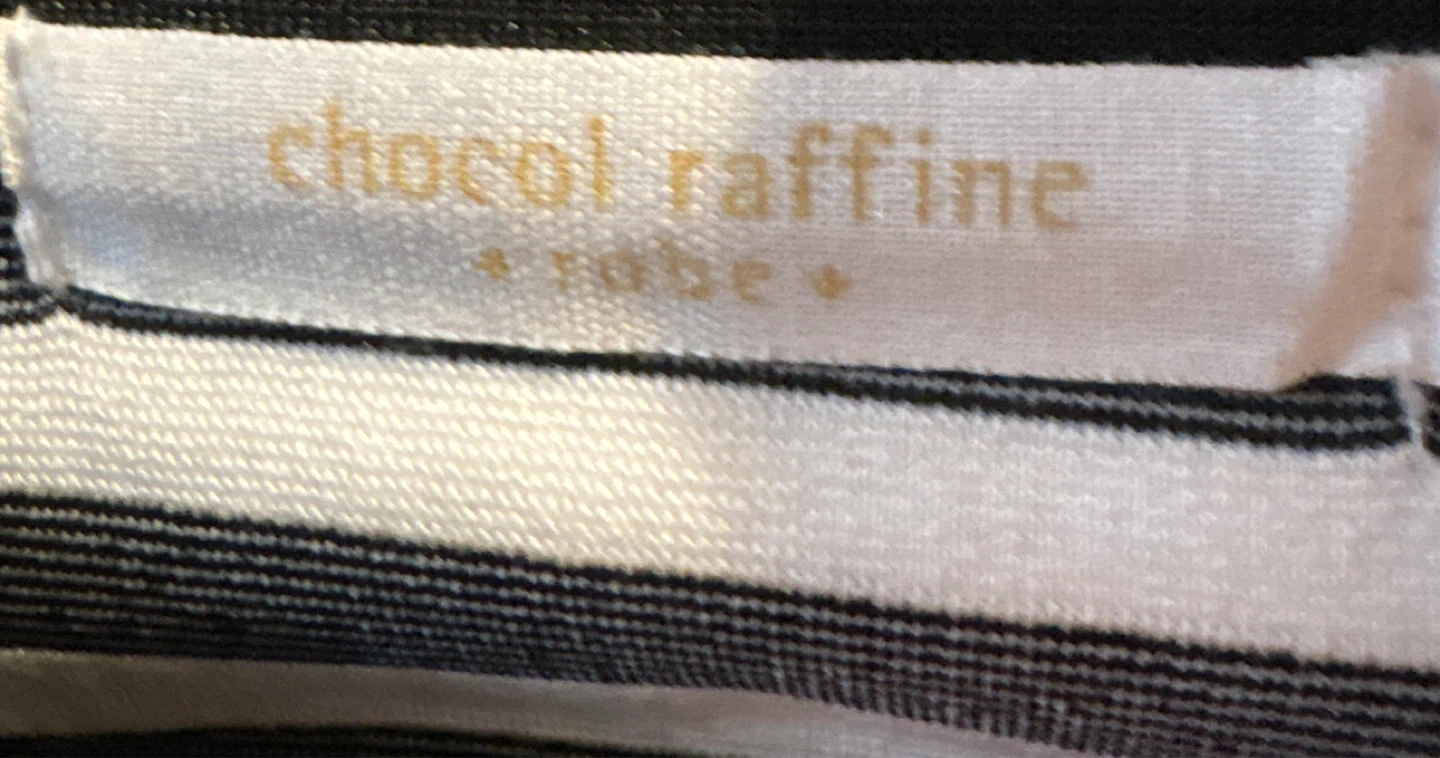 chocol raffine
✦ robe ✦